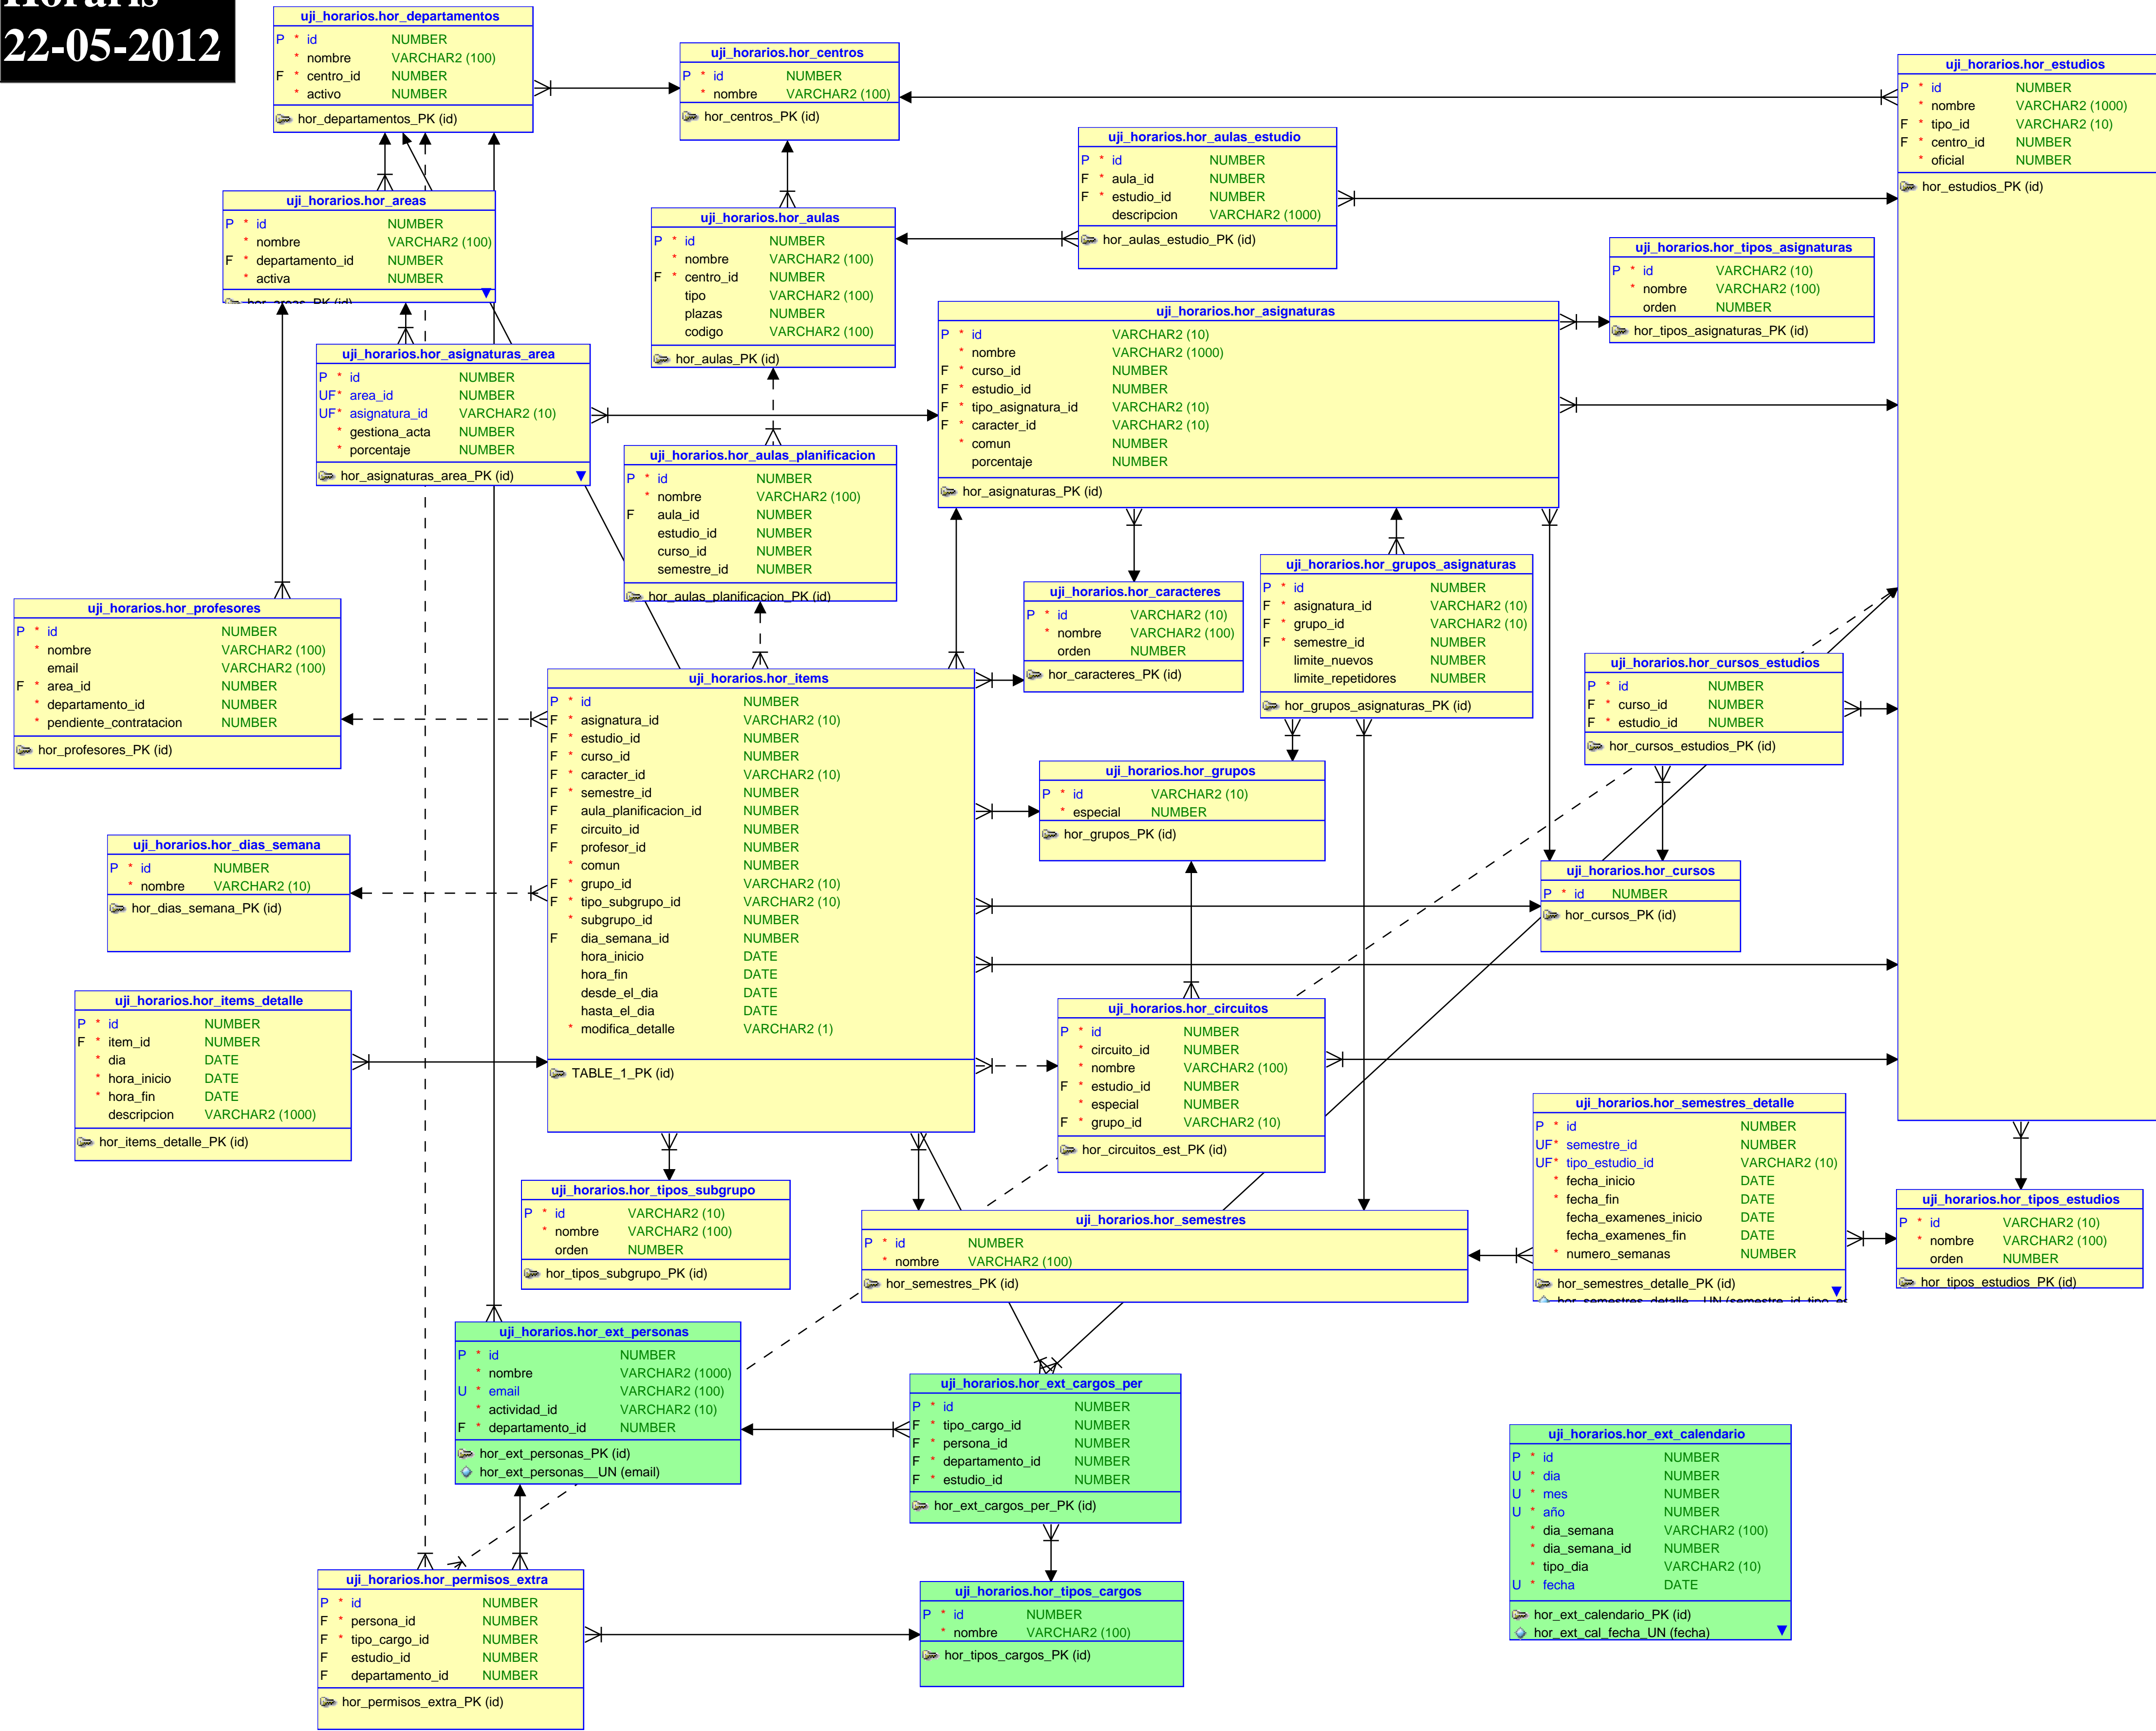 Horaris
22-05-2012
uji_horarios.hor_departamentos
P * id NUMBER
* nombre VARCHAR2 (100)
F * centro_id NUMBER
* activo NUMBER
hor_departamentos_PK (id)
uji_horarios.hor_centros
P * id NUMBER
* nombre VARCHAR2 (100)
hor_centros_PK (id)
uji_horarios.hor_estudios
P * id NUMBER
* nombre VARCHAR2 (1000)
F * tipo_id VARCHAR2 (10)
F * centro_id NUMBER
* oficial NUMBER
hor_estudios_PK (id)
uji_horarios.hor_aulas_estudio
P * id NUMBER
F * aula_id NUMBER
F * estudio_id NUMBER
descripcion VARCHAR2 (1000)
hor_aulas_estudio_PK (id)
uji_horarios.hor_areas
P * id NUMBER
* nombre VARCHAR2 (100)
F * departamento_id NUMBER
* activa NUMBER
hor_areas_PK (id)
uji_horarios.hor_aulas
P * id NUMBER
* nombre VARCHAR2 (100)
F * centro_id NUMBER
tipo VARCHAR2 (100)
plazas NUMBER
codigo VARCHAR2 (100)
hor_aulas_PK (id)
uji_horarios.hor_tipos_asignaturas
P * id VARCHAR2 (10)
* nombre VARCHAR2 (100)
orden NUMBER
hor_tipos_asignaturas_PK (id)
uji_horarios.hor_asignaturas
P * id VARCHAR2 (10)
* nombre VARCHAR2 (1000)
F * curso_id NUMBER
F * estudio_id NUMBER
F * tipo_asignatura_id VARCHAR2 (10)
F * caracter_id VARCHAR2 (10)
* comun NUMBER
porcentaje NUMBER
hor_asignaturas_PK (id)
uji_horarios.hor_asignaturas_area
P * id NUMBER
UF* area_id NUMBER
UF* asignatura_id VARCHAR2 (10)
* gestiona_acta NUMBER
* porcentaje NUMBER
hor_asignaturas_area_PK (id)
uji_horarios.hor_aulas_planificacion
P * id NUMBER
* nombre VARCHAR2 (100)
F aula_id NUMBER
estudio_id NUMBER
curso_id NUMBER
semestre_id NUMBER
hor_aulas_planificacion_PK (id)
uji_horarios.hor_grupos_asignaturas
P * id NUMBER
F * asignatura_id VARCHAR2 (10)
F * grupo_id VARCHAR2 (10)
F * semestre_id NUMBER
limite_nuevos NUMBER
limite_repetidores NUMBER
hor_grupos_asignaturas_PK (id)
uji_horarios.hor_caracteres
P * id VARCHAR2 (10)
* nombre VARCHAR2 (100)
orden NUMBER
hor_caracteres_PK (id)
uji_horarios.hor_profesores
P * id NUMBER
* nombre VARCHAR2 (100)
email VARCHAR2 (100)
F * area_id NUMBER
* departamento_id NUMBER
* pendiente_contratacion NUMBER
hor_profesores_PK (id)
uji_horarios.hor_cursos_estudios
P * id NUMBER
F * curso_id NUMBER
F * estudio_id NUMBER
hor_cursos_estudios_PK (id)
uji_horarios.hor_items
P * id NUMBER
F * asignatura_id VARCHAR2 (10)
F * estudio_id NUMBER
F * curso_id NUMBER
F * caracter_id VARCHAR2 (10)
F * semestre_id NUMBER
F aula_planificacion_id NUMBER
F circuito_id NUMBER
F profesor_id NUMBER
* comun NUMBER
F * grupo_id VARCHAR2 (10)
F * tipo_subgrupo_id VARCHAR2 (10)
* subgrupo_id NUMBER
F dia_semana_id NUMBER
hora_inicio DATE
hora_fin DATE
desde_el_dia DATE
hasta_el_dia DATE
* modifica_detalle VARCHAR2 (1)
TABLE_1_PK (id)
uji_horarios.hor_grupos
P * id VARCHAR2 (10)
* especial NUMBER
hor_grupos_PK (id)
uji_horarios.hor_dias_semana
P * id NUMBER
* nombre VARCHAR2 (10)
hor_dias_semana_PK (id)
uji_horarios.hor_cursos
P * id NUMBER
hor_cursos_PK (id)
uji_horarios.hor_items_detalle
P * id NUMBER
F * item_id NUMBER
* dia DATE
* hora_inicio DATE
* hora_fin DATE
descripcion VARCHAR2 (1000)
hor_items_detalle_PK (id)
uji_horarios.hor_circuitos
P * id NUMBER
* circuito_id NUMBER
* nombre VARCHAR2 (100)
F * estudio_id NUMBER
* especial NUMBER
F * grupo_id VARCHAR2 (10)
hor_circuitos_est_PK (id)
uji_horarios.hor_semestres_detalle
P * id NUMBER
UF* semestre_id NUMBER
UF* tipo_estudio_id VARCHAR2 (10)
* fecha_inicio DATE
* fecha_fin DATE
fecha_examenes_inicio DATE
fecha_examenes_fin DATE
* numero_semanas NUMBER
hor_semestres_detalle_PK (id)
hor_semestres_detalle__UN (semestre_id, tipo_es
uji_horarios.hor_tipos_subgrupo
P * id VARCHAR2 (10)
* nombre VARCHAR2 (100)
orden NUMBER
hor_tipos_subgrupo_PK (id)
uji_horarios.hor_semestres
P * id NUMBER
* nombre VARCHAR2 (100)
hor_semestres_PK (id)
uji_horarios.hor_tipos_estudios
P * id VARCHAR2 (10)
* nombre VARCHAR2 (100)
orden NUMBER
hor_tipos_estudios_PK (id)
uji_horarios.hor_ext_personas
P * id NUMBER
* nombre VARCHAR2 (1000)
U * email VARCHAR2 (100)
* actividad_id VARCHAR2 (10)
F * departamento_id NUMBER
hor_ext_personas_PK (id)
hor_ext_personas__UN (email)
uji_horarios.hor_ext_cargos_per
P * id NUMBER
F * tipo_cargo_id NUMBER
F * persona_id NUMBER
F * departamento_id NUMBER
F * estudio_id NUMBER
hor_ext_cargos_per_PK (id)
uji_horarios.hor_ext_calendario
P * id NUMBER
U * dia NUMBER
U * mes NUMBER
U * año NUMBER
* dia_semana VARCHAR2 (100)
* dia_semana_id NUMBER
* tipo_dia VARCHAR2 (10)
U * fecha DATE
hor_ext_calendario_PK (id)
hor_ext_cal_fecha_UN (fecha)
uji_horarios.hor_permisos_extra
P * id NUMBER
F * persona_id NUMBER
F * tipo_cargo_id NUMBER
F estudio_id NUMBER
F departamento_id NUMBER
hor_permisos_extra_PK (id)
uji_horarios.hor_tipos_cargos
P * id NUMBER
* nombre VARCHAR2 (100)
hor_tipos_cargos_PK (id)